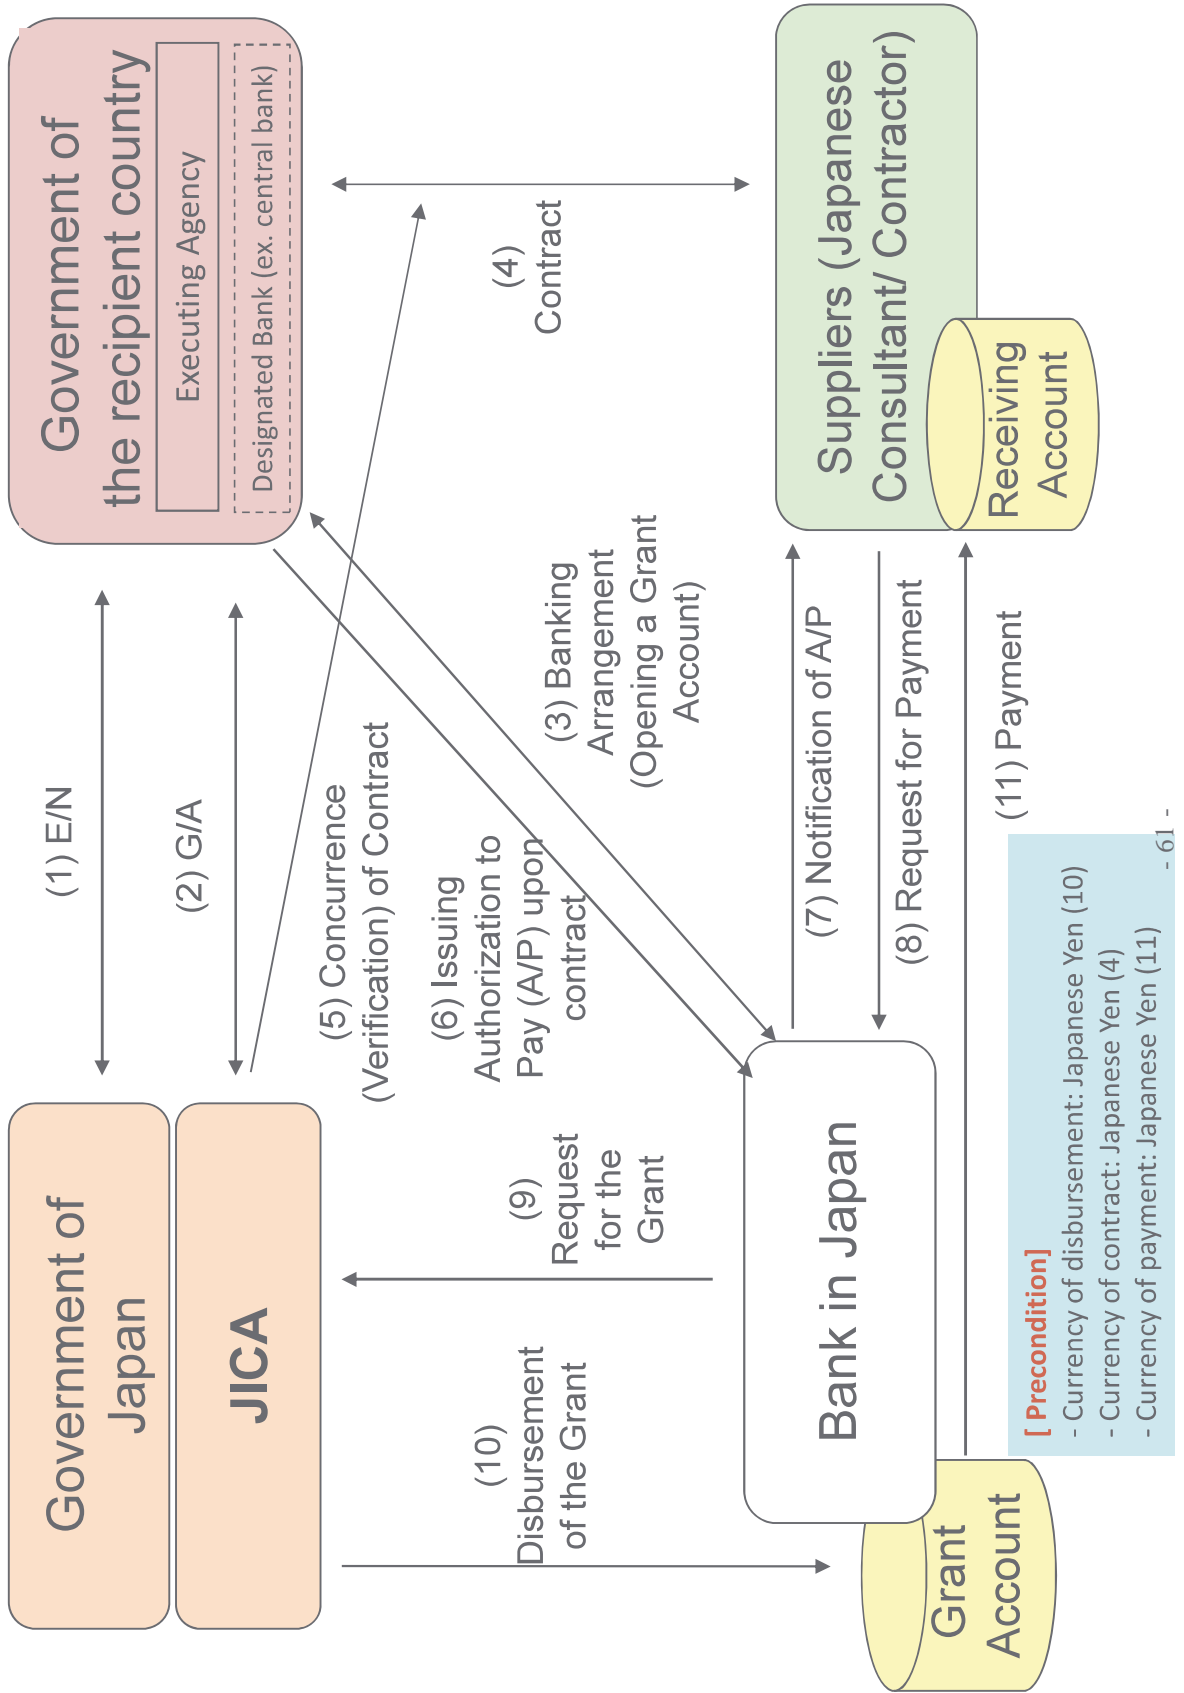 Government of
Japan
JICA
(1) E/N
(2) G/A
Government of
the recipient country
Executing Agency
Designated Bank (ex. central bank)
(5) Concurrence
(Verification) of Contract
(6) Issuing
Authorization to
Pay (A/P) upon
contract
(9)
Request
for the
Grant
(10)
Disbursement
of the Grant
(3) Banking
Arrangement
(Opening a Grant
Account)
(4)
Contract
Bank in Japan
Grant
Account
(7) Notification of A/P
(8) Request for Payment
(11) Payment
Suppliers (Japanese
Consultant/ Contractor)
Receiving
Account
[ Precondition]
- Currency of disbursement: Japanese Yen (10)
- Currency of contract: Japanese Yen (4)
- Currency of payment: Japanese Yen (11)
- 61 -